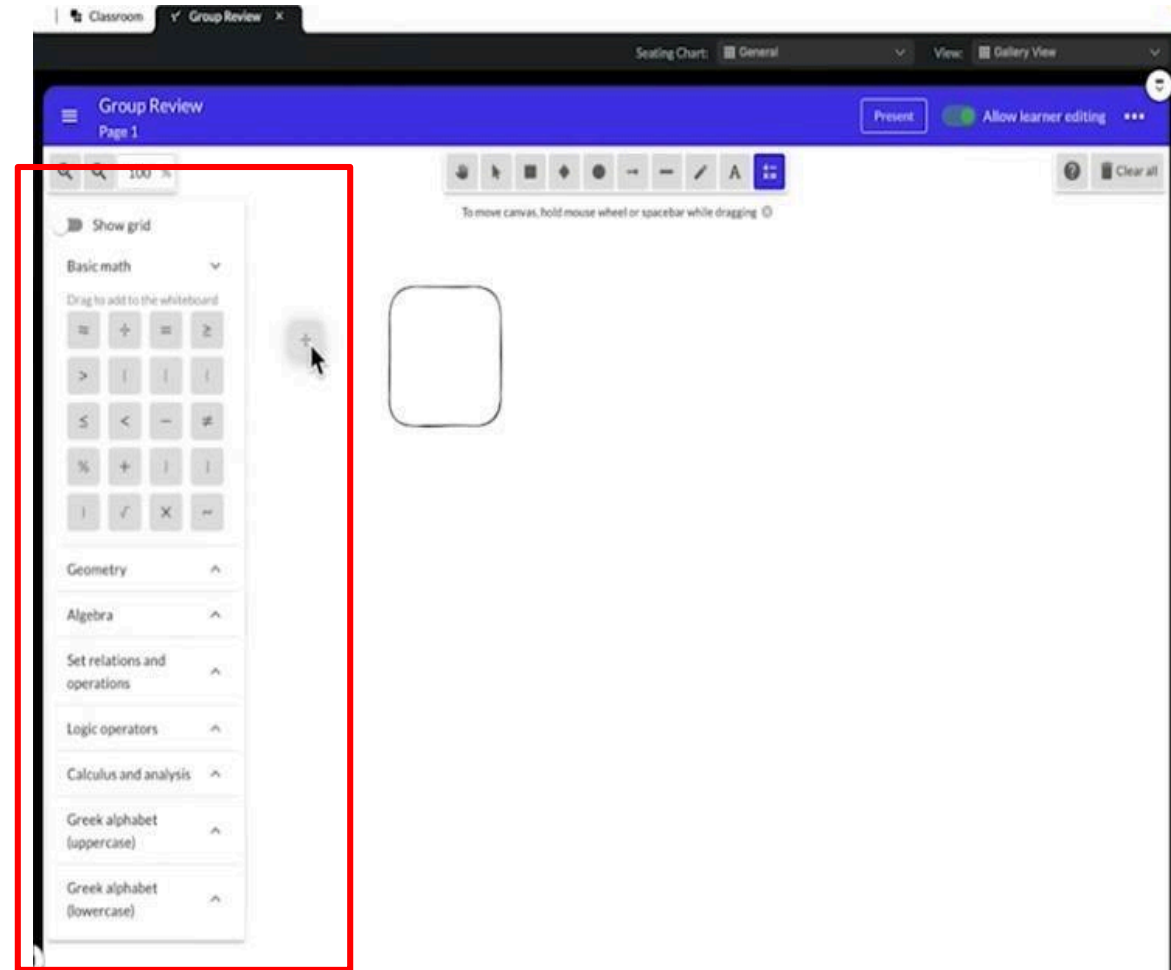 Classroom
Group Review ×
Seating Chart: General
View: Gallery View
Group Review
Page 1
Present
Allow learner editing
100 %
A
Clear all
To move canvas, hold mouse wheel or spacebar while dragging
Show grid
Basic math
Drag to add to the whiteboard
≈ ÷ = ≥
÷
>
≤ < − ≠
% +
√ × ~
Geometry
Algebra
Set relations and
operations
Logic operators
Calculus and analysis
Greek alphabet
(uppercase)
Greek alphabet
(lowercase)